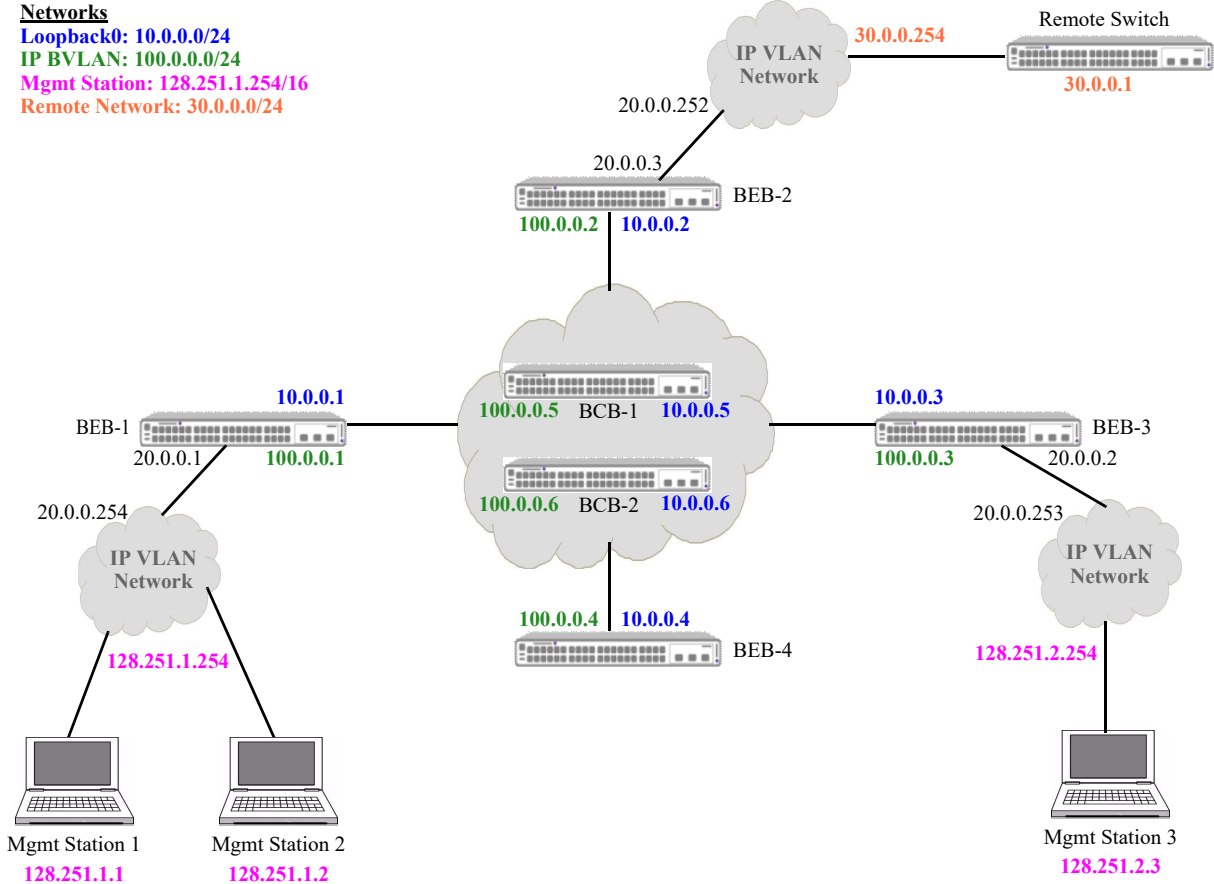 Networks
Loopback0: 10.0.0.0/24
IP BVLAN: 100.0.0.0/24
Mgmt Station: 128.251.1.254/16
Remote Network: 30.0.0.0/24
Remote Switch
30.0.0.254
IP VLAN
Network
30.0.0.1
20.0.0.252
20.0.0.3
BEB-2
100.0.0.2
10.0.0.2
10.0.0.1
BEB-1
20.0.0.1
100.0.0.1
100.0.0.5
BCB-1
10.0.0.5
100.0.0.6
BCB-2
10.0.0.6
10.0.0.3
BEB-3
100.0.0.3
20.0.0.2
20.0.0.254
IP VLAN
Network
20.0.0.253
IP VLAN
Network
100.0.0.4
10.0.0.4
BEB-4
128.251.1.254
128.251.2.254
Mgmt Station 1
128.251.1.1
Mgmt Station 2
128.251.1.2
Mgmt Station 3
128.251.2.3